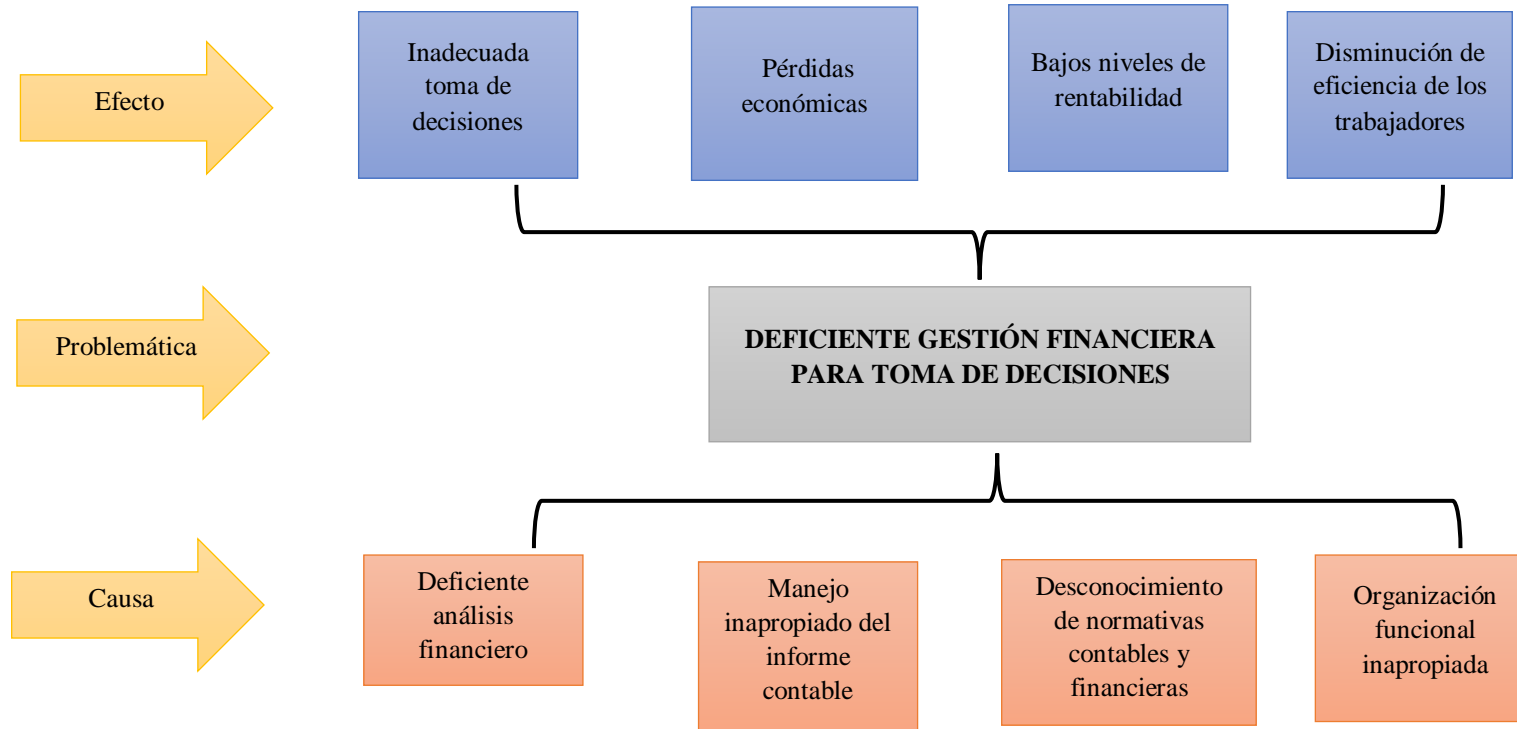 Efecto
Inadecuada
toma de
decisiones
Pérdidas
económicas
Bajos niveles de
rentabilidad
Disminución de
eficiencia de los
trabajadores
Problemática
DEFICIENTE GESTIÓN FINANCIERA
PARA TOMA DE DECISIONES
Causa
Deficiente
análisis
financiero
Manejo
inapropiado del
informe
contable
Desconocimiento
de normativas
contables y
financieras
Organización
funcional
inapropiada